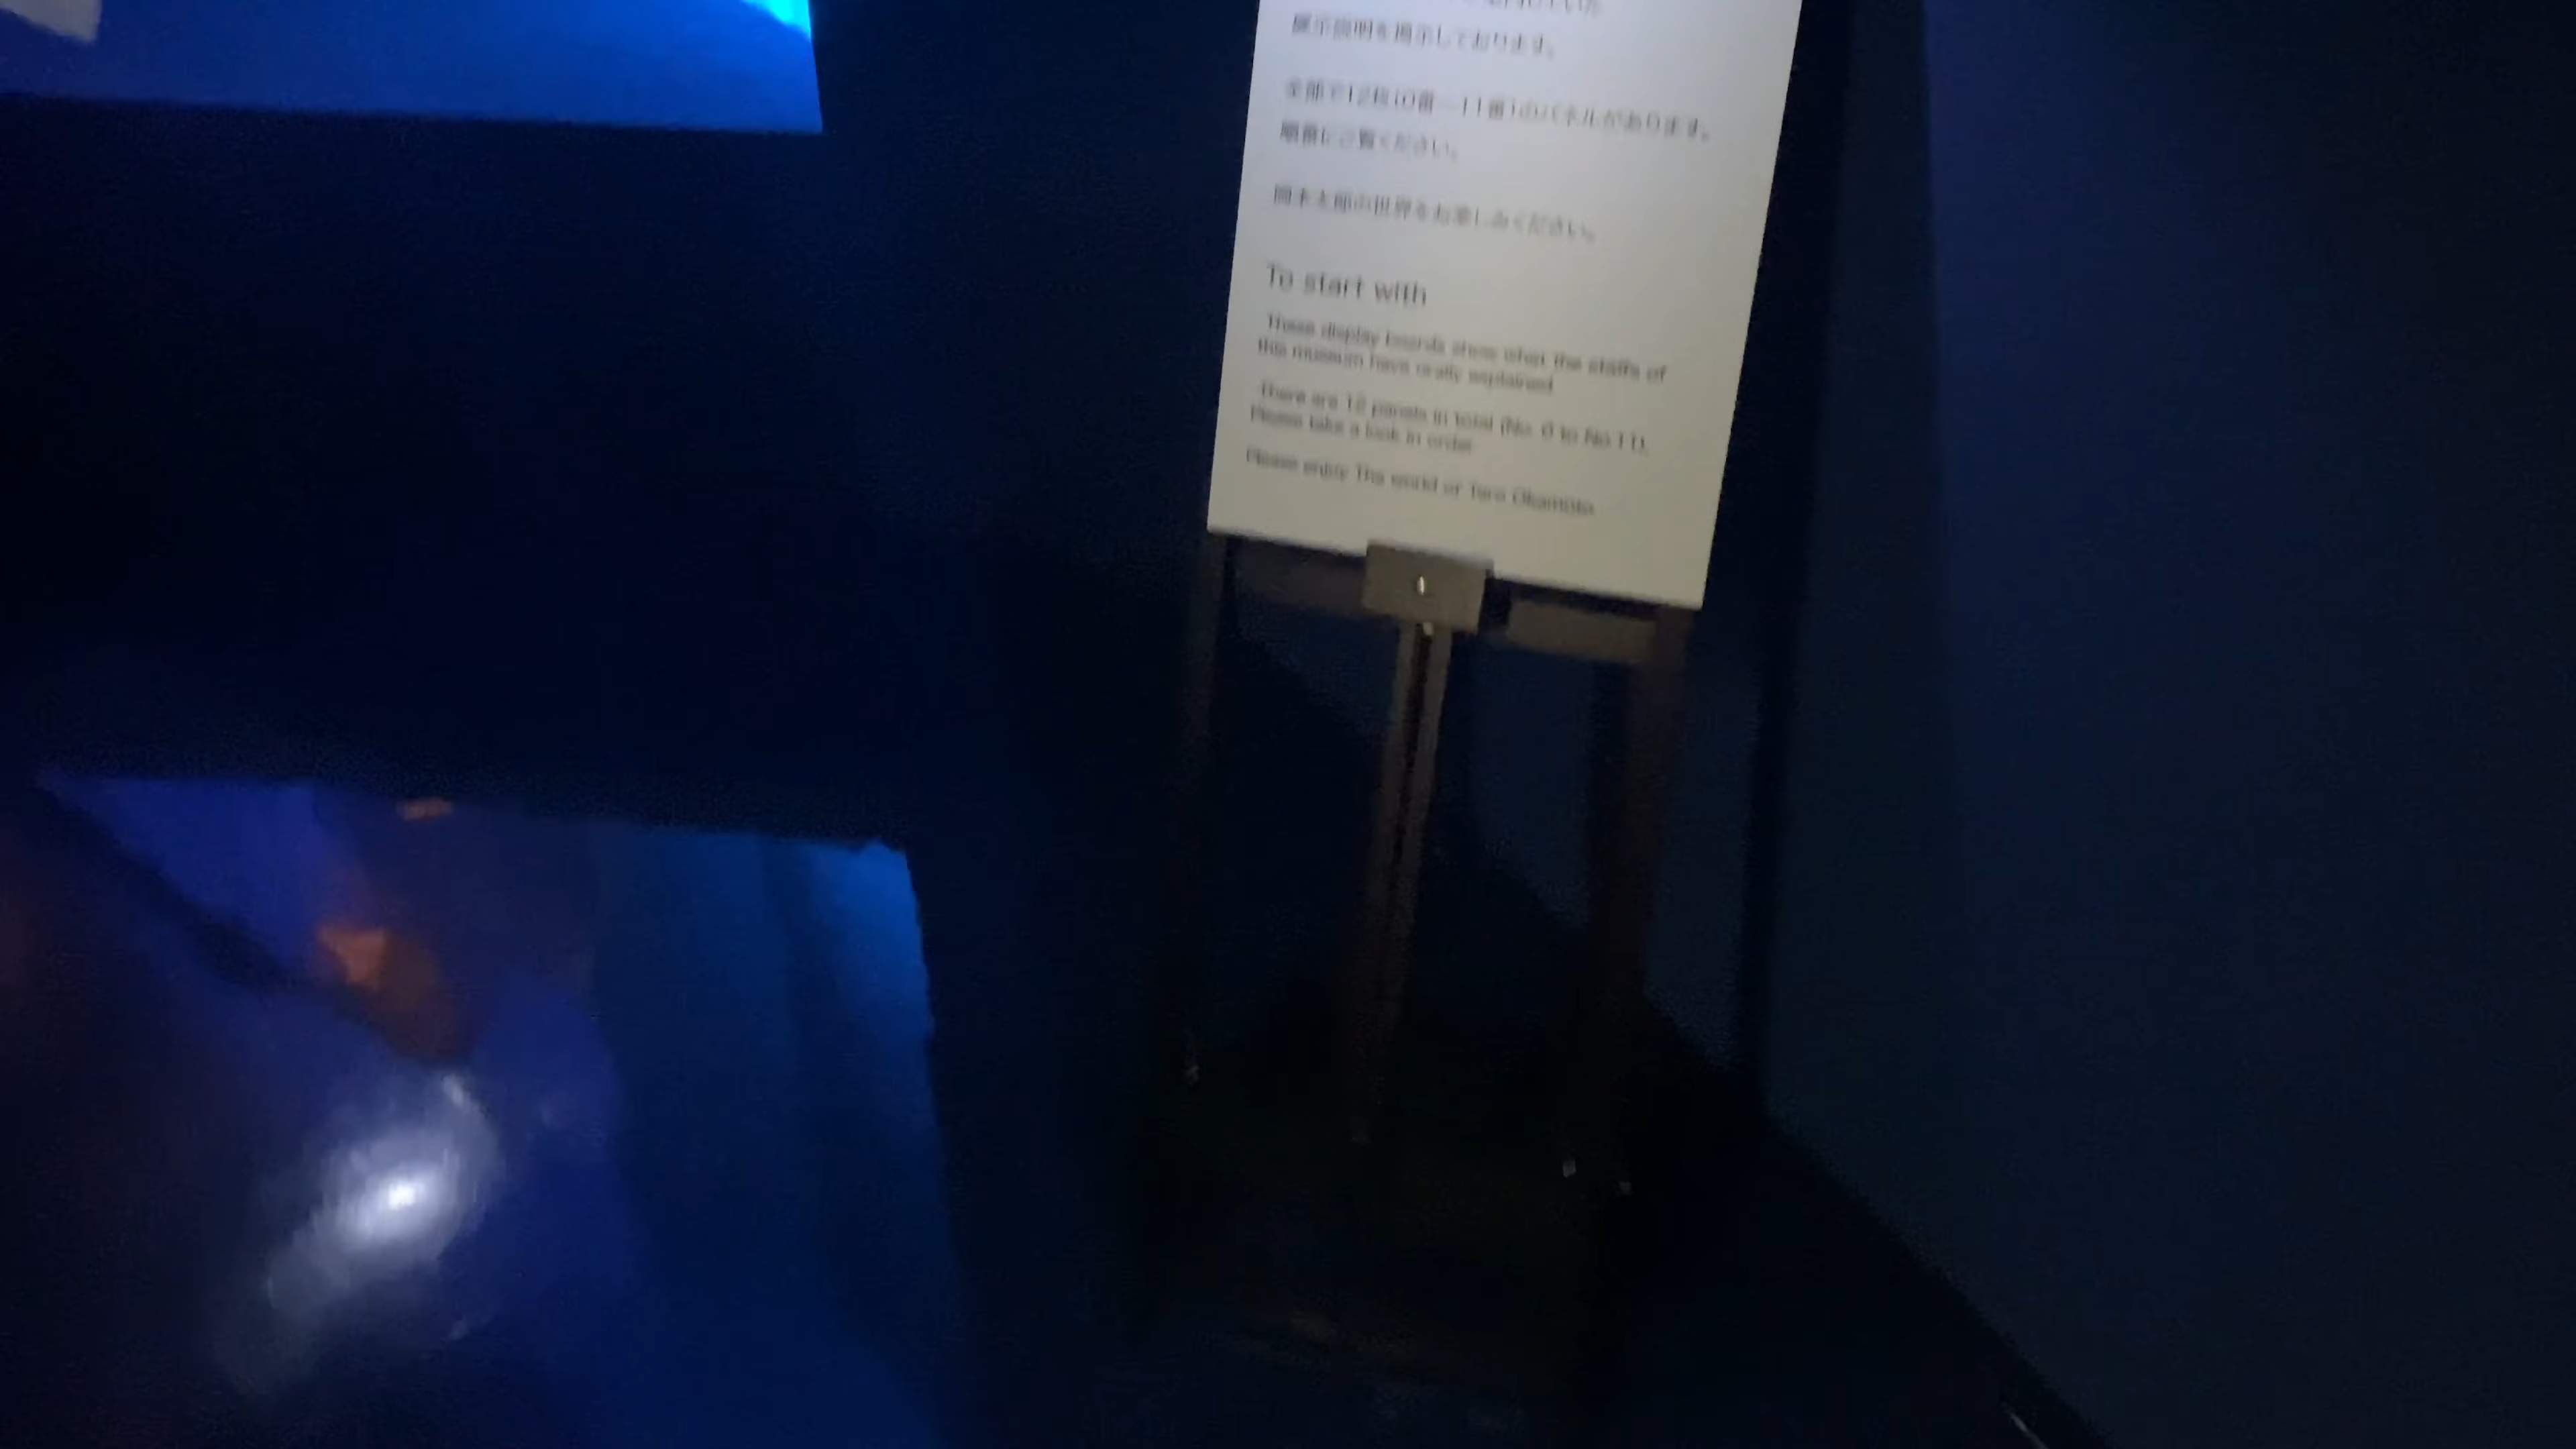 展示説明を掲示しております。
全部で12枚(0番―11番)のパネルがあります。
順番にご覧ください。
岡本太郎の世界をお楽しみください。
To start with
These display boards show what the staffs of
this museum have orally explained
There are 12 panels in total (No. 0 to No.11).
Please take a look in order
Please enjoy The world of Taro Okamoto